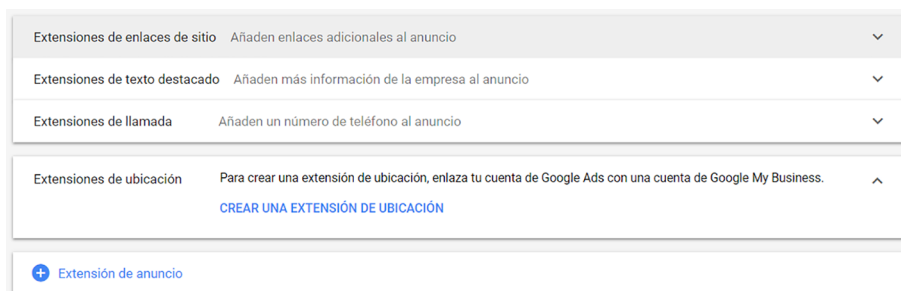 Extensiones de enlaces de sitio Añaden enlaces adicionales al anuncio
Extensiones de texto destacado Añaden más información de la empresa al anuncio
Extensiones de llamada Añaden un número de teléfono al anuncio
Extensiones de ubicación Para crear una extensión de ubicación, enlaza tu cuenta de Google Ads con una cuenta de Google My Business.
CREAR UNA EXTENSIÓN DE UBICACIÓN
Extensión de anuncio